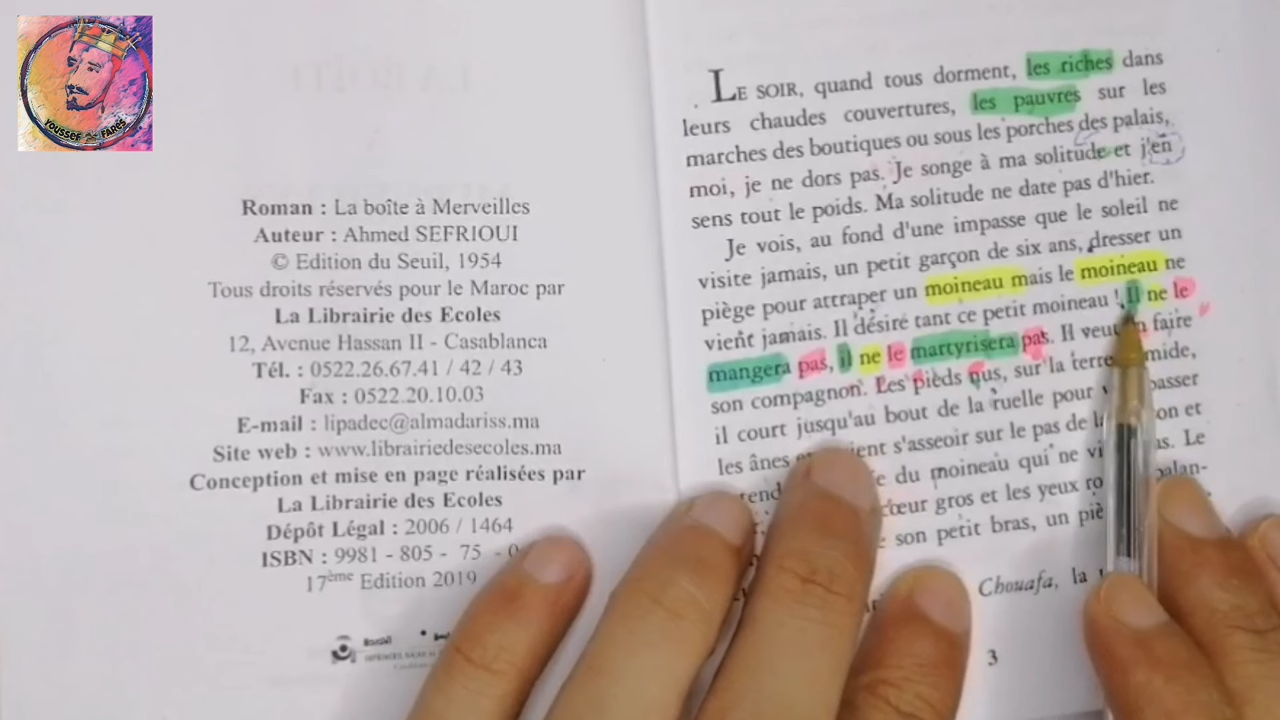 YOUSSEF FARES
Roman : La boîte à Merveilles
Auteur : Ahmed SEFRIOUI
© Edition du Seuil, 1954
Tous droits réservés pour le Maroc par
La Librairie des Ecoles
12, Avenue Hassan II - Casablanca
Tél. : 0522.26.67.41 / 42 / 43
Fax : 0522.20.10.03
E-mail : lipadec@almadariss.ma
Site web : www.librairiedesecoles.ma
Conception et mise en page réalisées par
La Librairie des Ecoles
Dépôt Légal : 2006 / 1464
ISBN : 9981 - 805 - 75 -
17ème Edition 2019
LE SOIR, quand tous dorment, les riches dans
leurs chaudes couvertures, les pauvres sur les
marches des boutiques ou sous les porches des palais,
moi, je ne dors pas. Je songe à ma solitude et j'en
sens tout le poids. Ma solitude ne date pas d'hier.
Je vois, au fond d'une impasse que le soleil ne
visite jamais, un petit garçon de six ans, dresser un
piège pour attraper un moineau mais le moineau ne
vient jamais. Il désire tant ce petit moineau ! Il ne le
mangera pas, il ne le martyrisera pas. Il veut en faire
son compagnon. Les pieds nus, sur la terre
il court jusqu'au bout de la ruelle pour
les ânes s'asseoir sur le pas de la
du moineau qui ne Le
cœur gros et les yeux
son petit bras, un
Chouafa, la
3